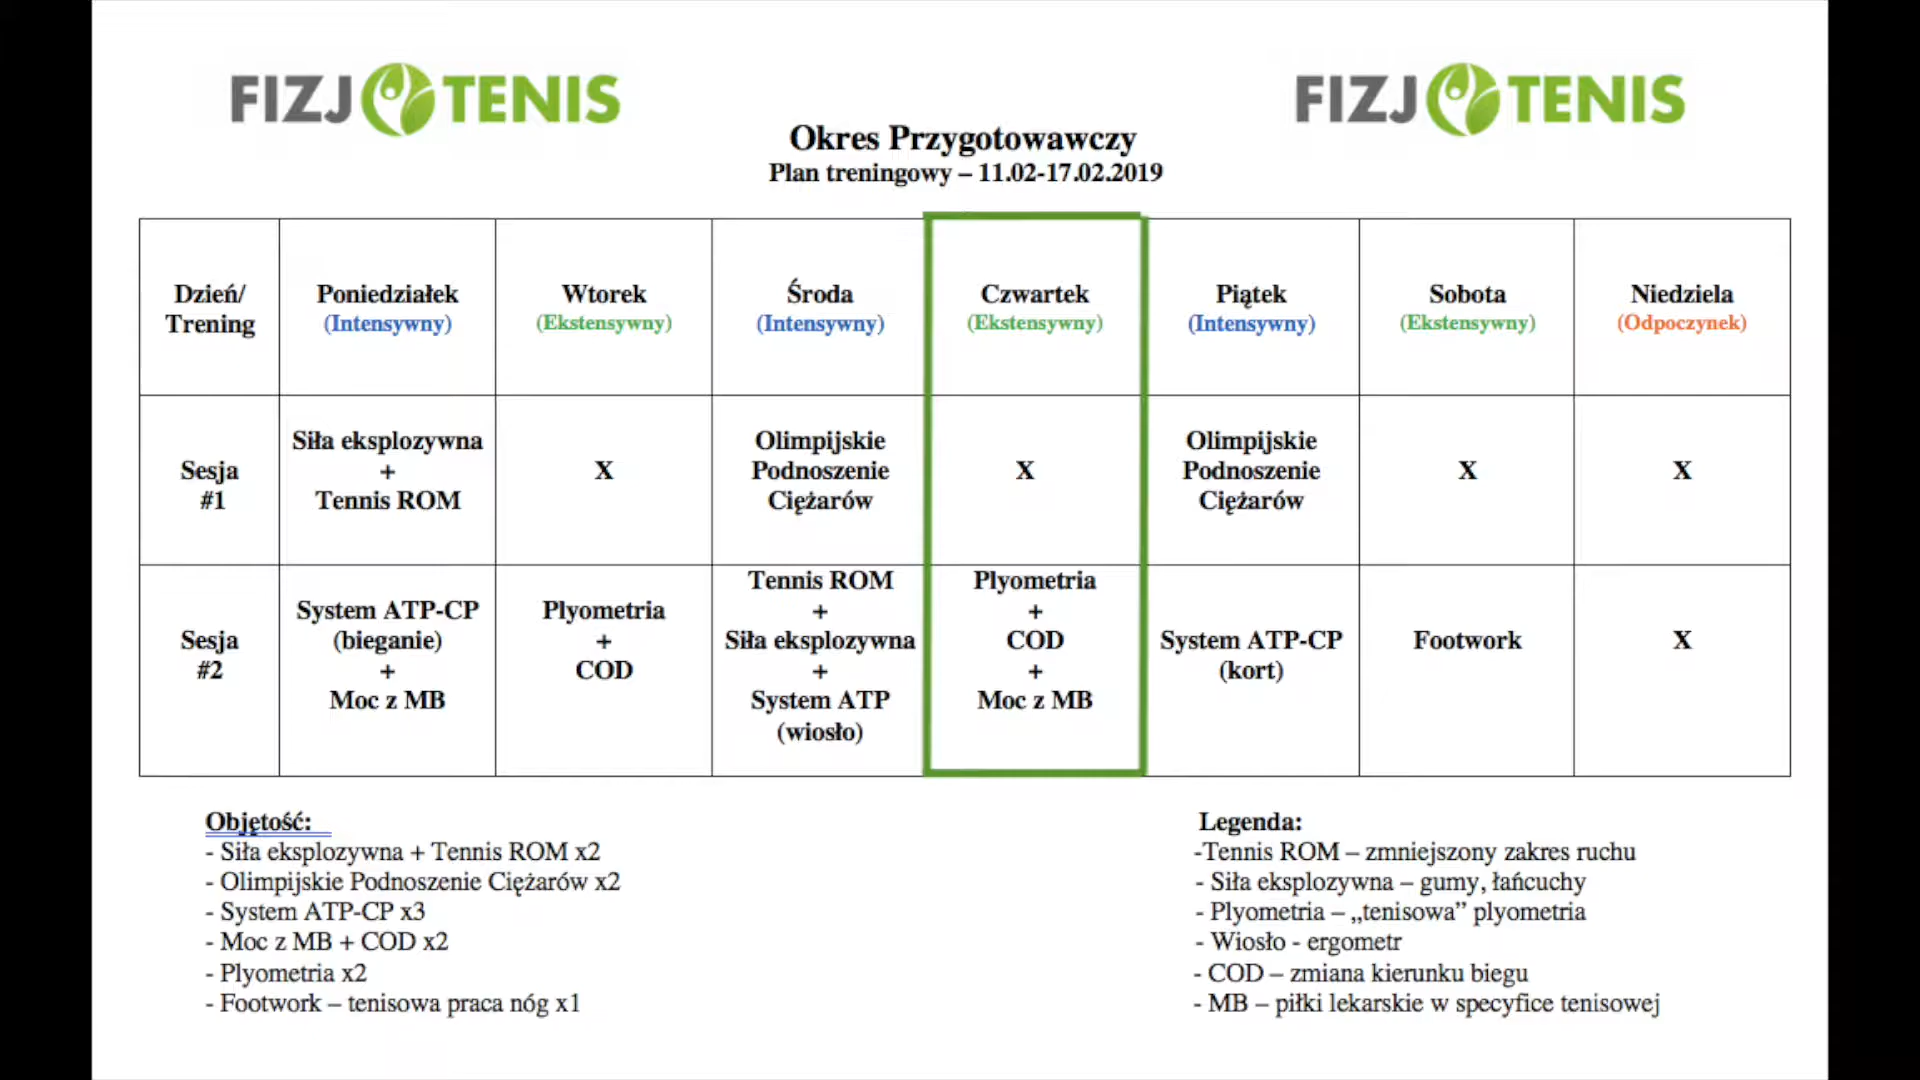 FIZJOTENIS
FIZJOTENIS
Okres Przygotowawczy
Plan treningowy – 11.02-17.02.2019
Dzień/
Trening
Poniedziałek
(Intensywny)
Wtorek
(Ekstensywny)
Środa
(Intensywny)
Czwartek
(Ekstensywny)
Piątek
(Intensywny)
Sobota
(Ekstensywny)
Niedziela
(Odpoczynek)
Sesja
#1
Siła eksplozywna
+
Tennis ROM
X
Olimpijskie
Podnoszenie
Ciężarów
X
Olimpijskie
Podnoszenie
Ciężarów
X
X
Sesja
#2
System ATP-CP
(bieganie)
+
Moc z MB
Plyometria
+
COD
Tennis ROM
+
Siła eksplozywna
+
System ATP
(wiosło)
Plyometria
+
COD
+
Moc z MB
System ATP-CP
(kort)
Footwork
X
Objętość:
- Siła eksplozywna + Tennis ROM x2
- Olimpijskie Podnoszenie Ciężarów x2
- System ATP-CP x3
- Moc z MB + COD x2
- Plyometria x2
- Footwork – tenisowa praca nóg x1
Legenda:
-Tennis ROM – zmniejszony zakres ruchu
- Siła eksplozywna – gumy, łańcuchy
- Plyometria – „tenisowa” plyometria
- Wiosło - ergometr
- COD – zmiana kierunku biegu
- MB – piłki lekarskie w specyfice tenisowej